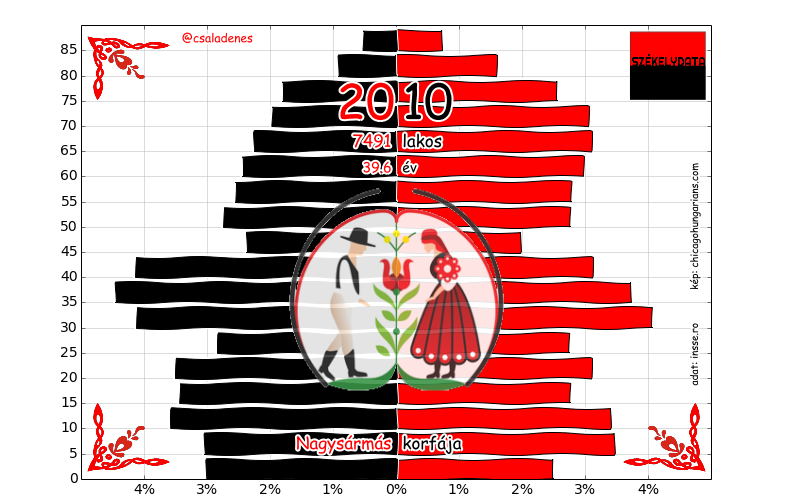 @csaladenes
SZÉKELYDATA
2010
7491 lakos
39.6 év
kép: chicagohungarians.com
adat: insse.ro
Nagysármás korfája
85
80
75
70
65
60
55
50
45
40
35
30
25
20
15
10
5
0
4% 3% 2% 1% 0% 1% 2% 3% 4%